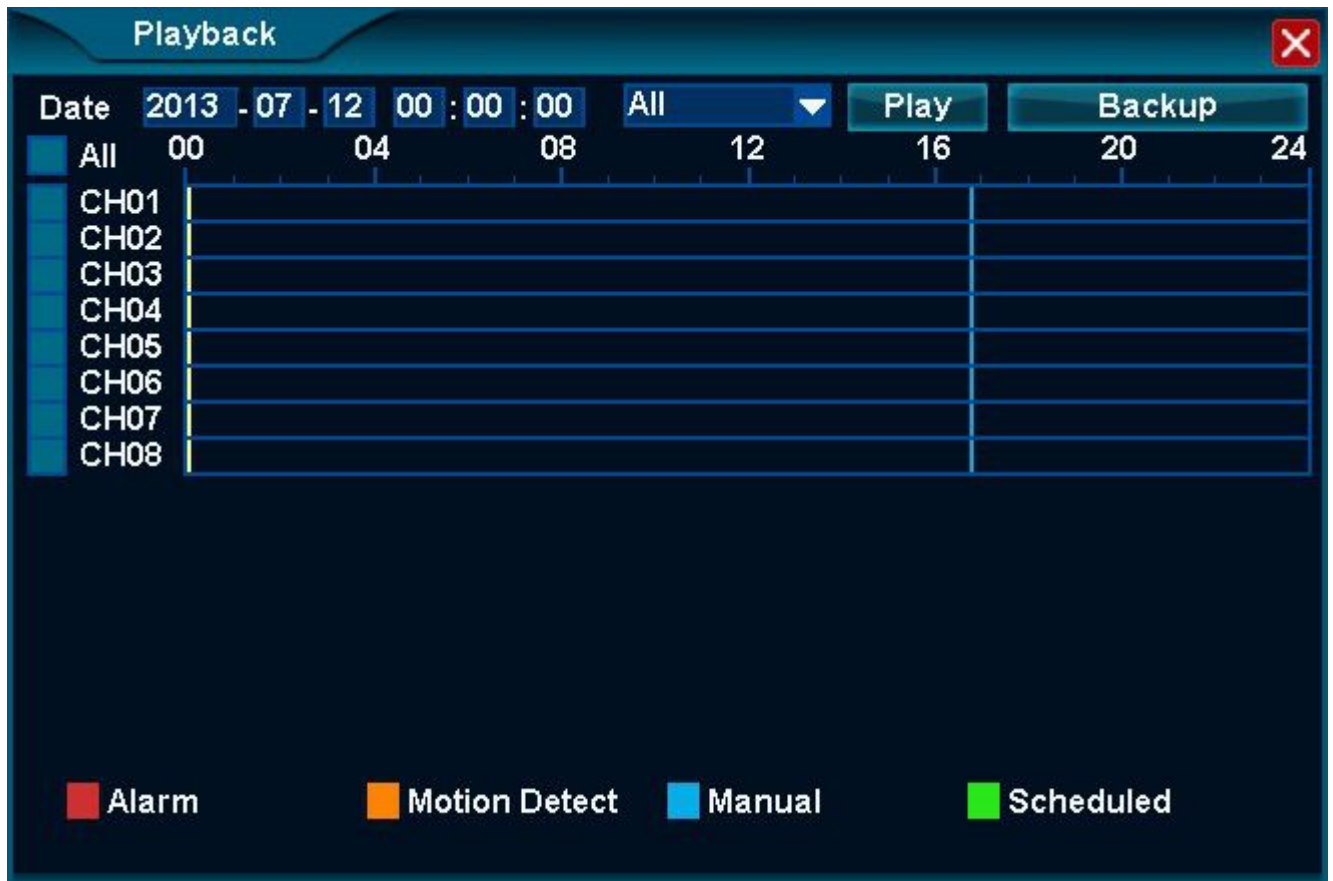 Playback
Date 2013 - 07 - 12 00 : 00 : 00 All Play Backup
All 00 04 08 12 16 20 24
CH01
CH02
CH03
CH04
CH05
CH06
CH07
CH08
Alarm Motion Detect Manual Scheduled